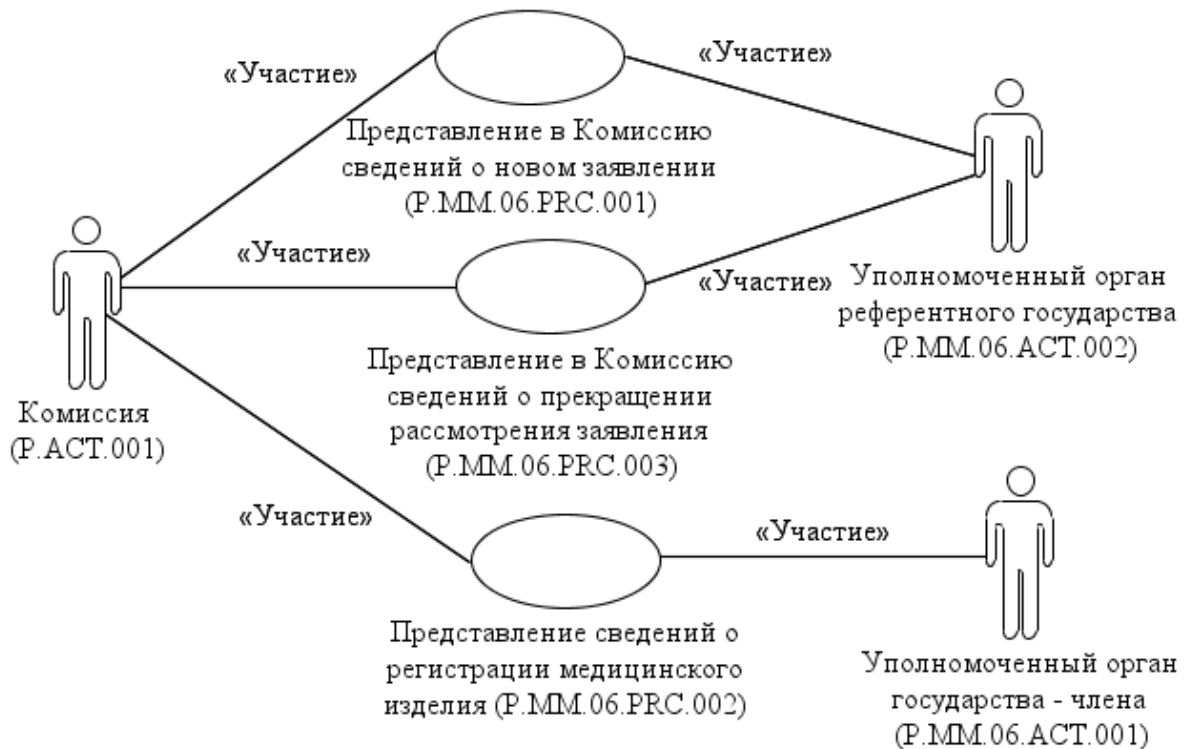 «Участие»
«Участие»
Представление в Комиссию
сведений о новом заявлении
(P.MM.06.PRC.001)
«Участие»
«Участие»
Уполномоченный орган
референтного государства
(P.MM.06.ACT.002)
Представление в Комиссию
сведений о прекращении
рассмотрения заявления
(P.MM.06.PRC.003)
Комиссия
(P.ACT.001)
«Участие»
«Участие»
Представление сведений о
регистрации медицинского
изделия (P.MM.06.PRC.002)
Уполномоченный орган
государства - члена
(P.MM.06.ACT.001)